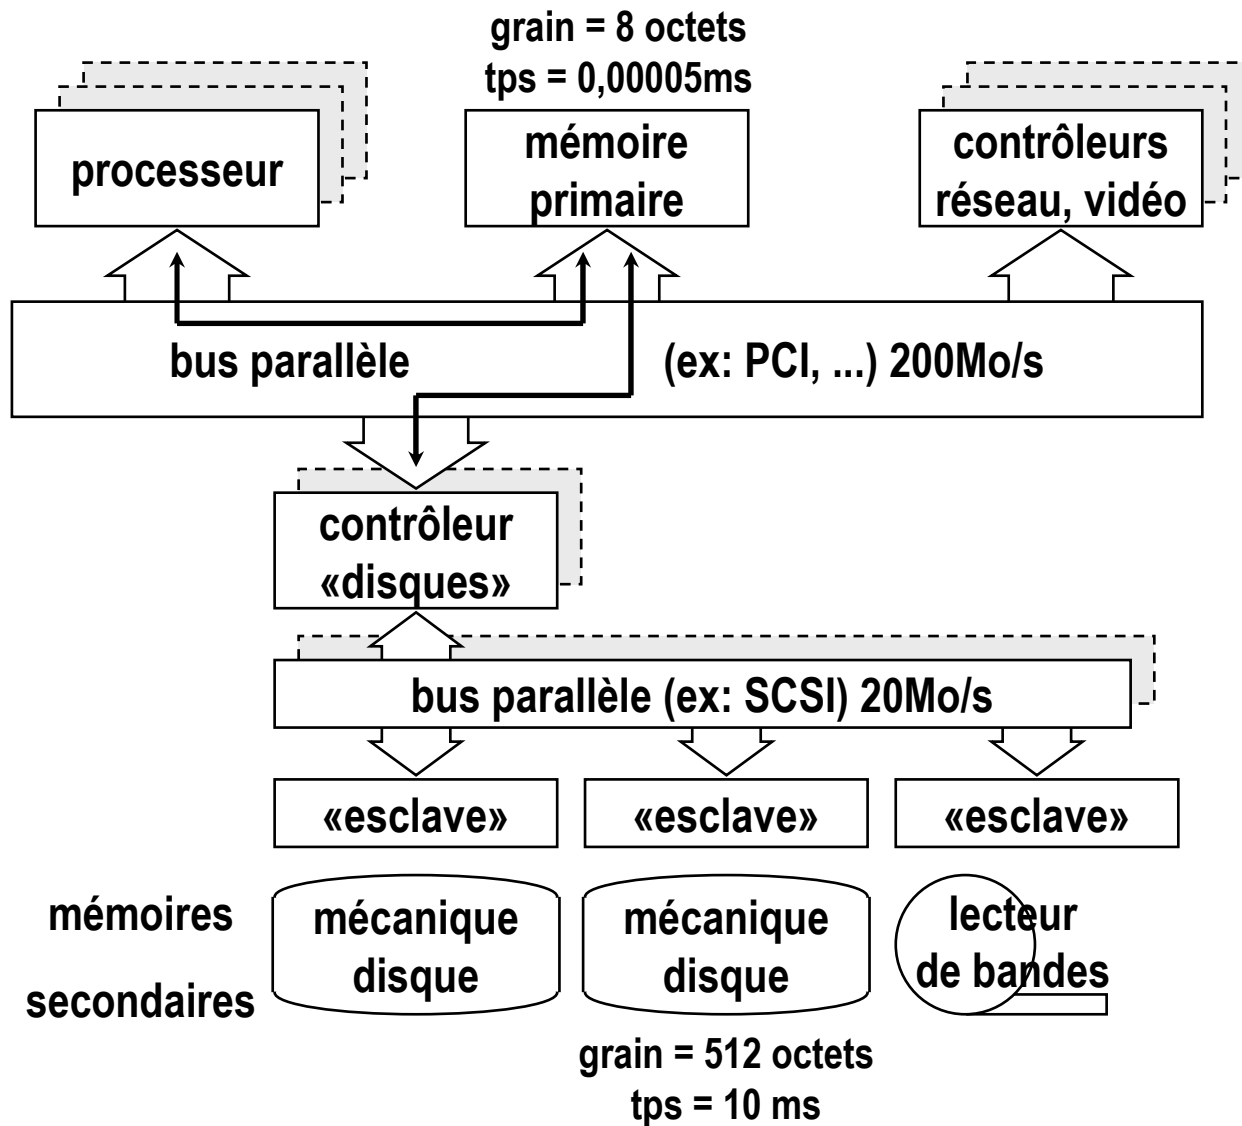 grain = 8 octets
tps = 0,00005ms
processeur
mémoire
primaire
contrôleurs
réseau, vidéo
bus parallèle (ex: PCI, ...) 200Mo/s
contrôleur
«disques»
bus parallèle (ex: SCSI) 20Mo/s
«esclave» «esclave» «esclave»
mémoires
secondaires
mécanique
disque
mécanique
disque
lecteur
de bandes
grain = 512 octets
tps = 10 ms